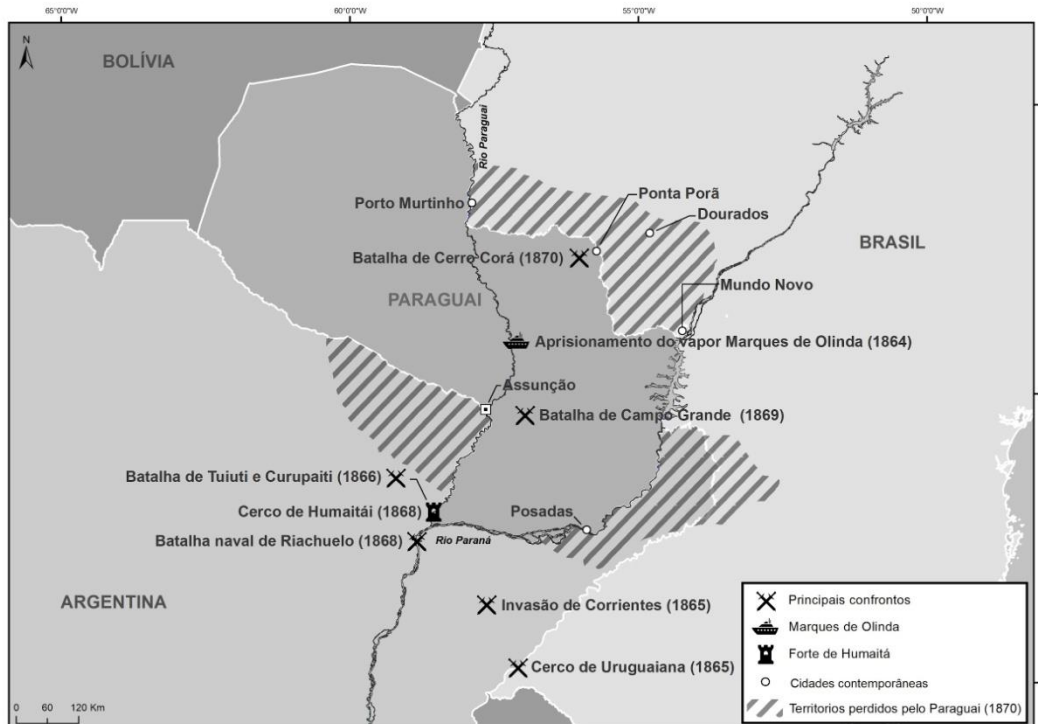 65°0'0"W 60°0'0"W 55°0'0"W 50°0'0"W
N
BOLÍVIA
Rio Paraguai
Porto Murtinho
Ponta Porã
Dourados
BRASIL
Batalha de Cerro Corá (1870)
Mundo Novo
PARAGUAI
Aprisionamento do vapor Marques de Olinda (1864)
Assunção
Batalha de Campo Grande (1869)
Batalha de Tuiuti e Curupaiti (1866)
Cerco de Humaitái (1868)
Posadas
Batalha naval de Riachuelo (1868)
Rio Paraná
ARGENTINA
Invasão de Corrientes (1865)
Cerco de Uruguaiana (1865)
Principais confrontos
Marques de Olinda
Forte de Humaitá
Cidades contemporâneas
Territorios perdidos pelo Paraguai (1870)
0 60 120 Km